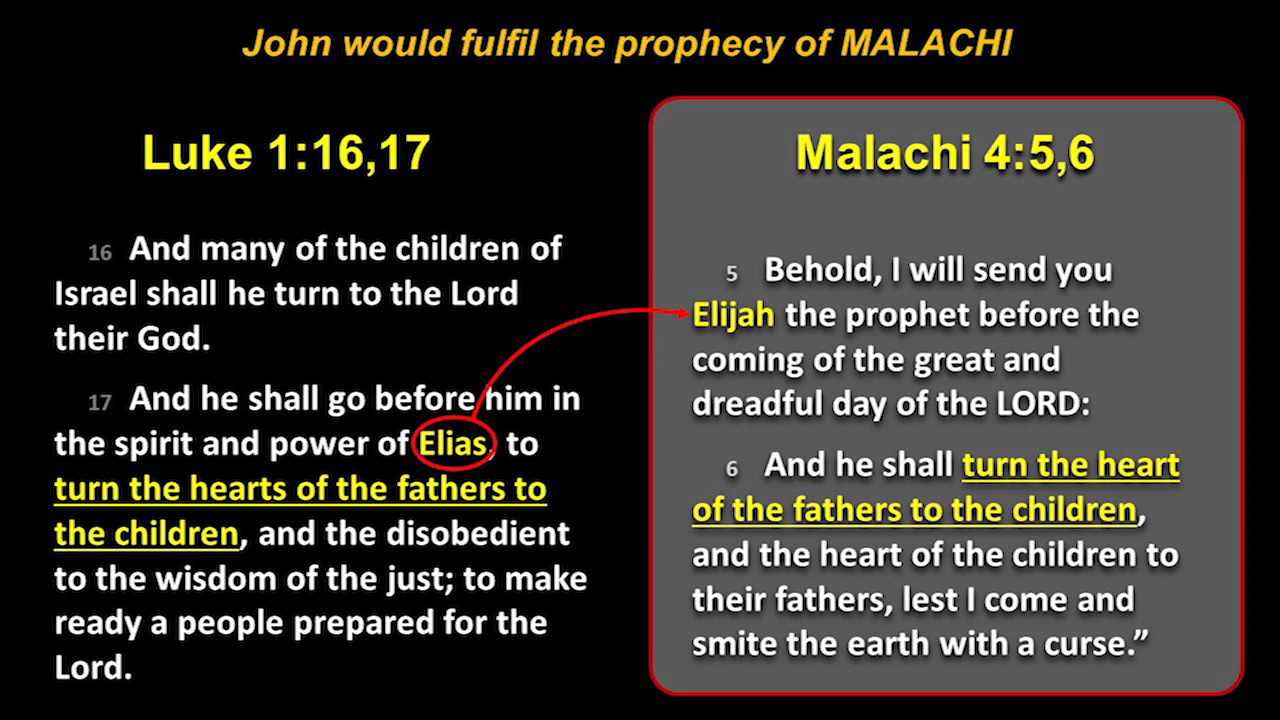 John would fulfil the prophecy of MALACHI
Luke 1:16,17
16 And many of the children of
Israel shall he turn to the Lord
their God.
17 And he shall go before him in
the spirit and power of Elias, to
turn the hearts of the fathers to
the children, and the disobedient
to the wisdom of the just; to make
ready a people prepared for the
Lord.
Malachi 4:5,6
5 Behold, I will send you
Elijah the prophet before the
coming of the great and
dreadful day of the LORD:
6 And he shall turn the heart
of the fathers to the children,
and the heart of the children to
their fathers, lest I come and
smite the earth with a curse.”